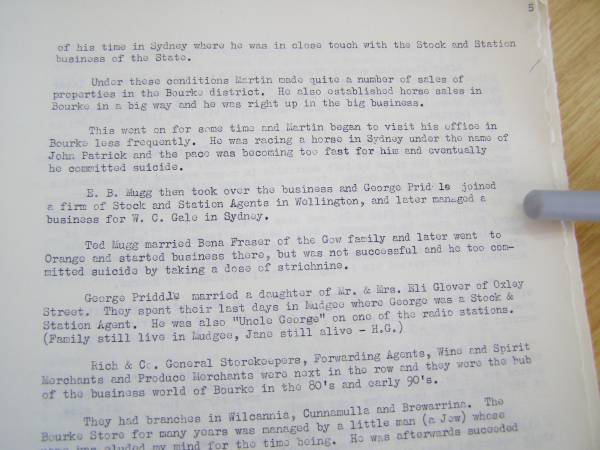 5
of his time in Sydney where he was in close touch with the Stock and Station
business of the State.
Under these conditions Martin made quite a number of sales of
properties in the Bourke district. He also established horse sales in
Bourke in a big way and he was right up in the big business.
This went on for some time and Martin began to visit his office in
Bourke less frequently. He was racing a horse in Sydney under the name of
John Patrick and the pace was becoming too fast for him and eventually
he committed suicide.
E. B. Mugg then took over the business and George Priddle joined
a firm of Stock and Station Agents in Wellington, and later managed a
business for W. C. Gale in Sydney.
Ted Mugg married Bena Fraser of the Gow family and later went to
Orange and started business there, but was not successful and he too com-
mitted suicide by taking a dose of strichnine.
George Priddle married a daughter of Mr. & Mrs. Eli Glover of Oxley
Street. They spent their last days in Mudgee where George was a Stock &
Station Agent. He was also "Uncle George" on one of the radio stations.
(Family still live in Mudgee, Jane still alive - H.G.)
Rich & Co. General Storekeepers, Forwarding Agents, Wine and Spirit
Merchants and Produce Merchants were next in the row and they were the hub
of the business world of Bourke in the 80's and early 90's.
They had branches in Wilcannia, Cunnamulla and Brewarrina. The
Bourke Store for many years was managed by a little man (a Jew) whose
name has eluded my mind for the time being. He was afterwards succeeded